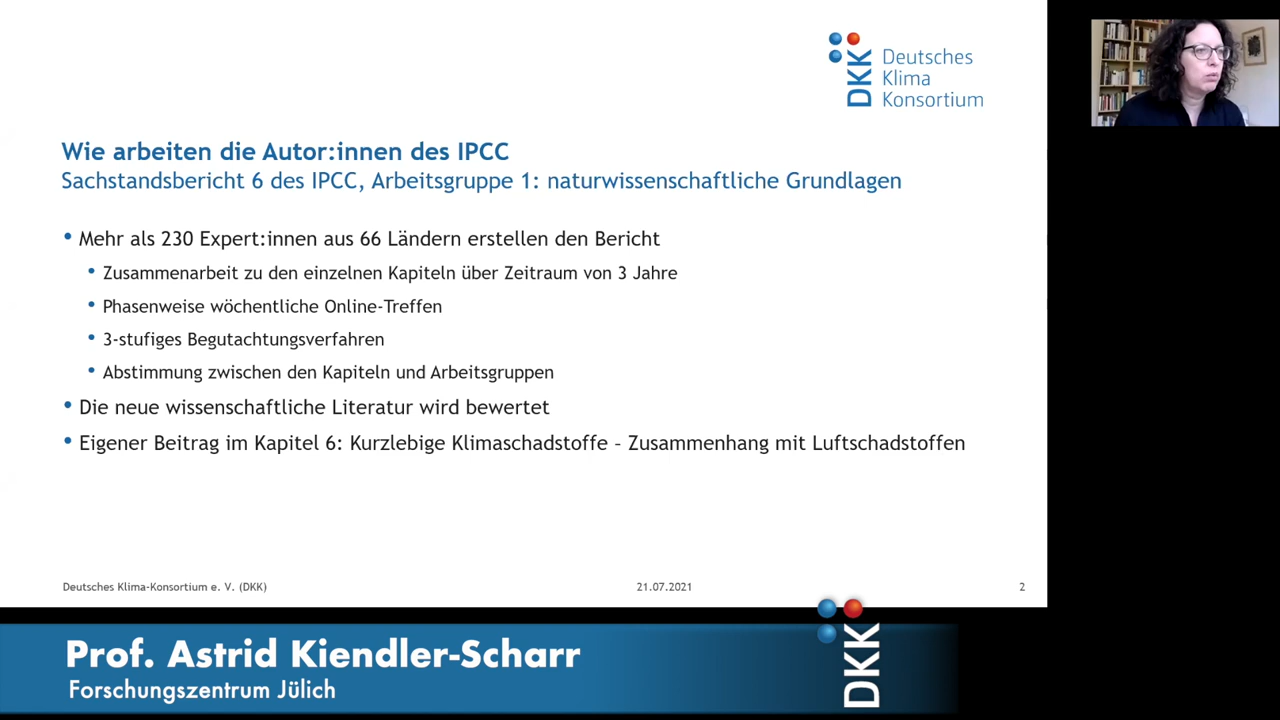 DKK
Deutsches
Klima
Konsortium
Wie arbeiten die Autor:innen des IPCC
Sachstandsbericht 6 des IPCC, Arbeitsgruppe 1: naturwissenschaftliche Grundlagen
• Mehr als 230 Expert:innen aus 66 Ländern erstellen den Bericht
• Zusammenarbeit zu den einzelnen Kapiteln über Zeitraum von 3 Jahre
• Phasenweise wöchentliche Online-Treffen
• 3-stufiges Begutachtungsverfahren
• Abstimmung zwischen den Kapiteln und Arbeitsgruppen
• Die neue wissenschaftliche Literatur wird bewertet
• Eigener Beitrag im Kapitel 6: Kurzlebige Klimaschadstoffe – Zusammenhang mit Luftschadstoffen
Deutsches Klima-Konsortium e. V. (DKK) 21.07.2021 2
Prof. Astrid Kiendler-Scharr
Forschungszentrum Jülich
DKK